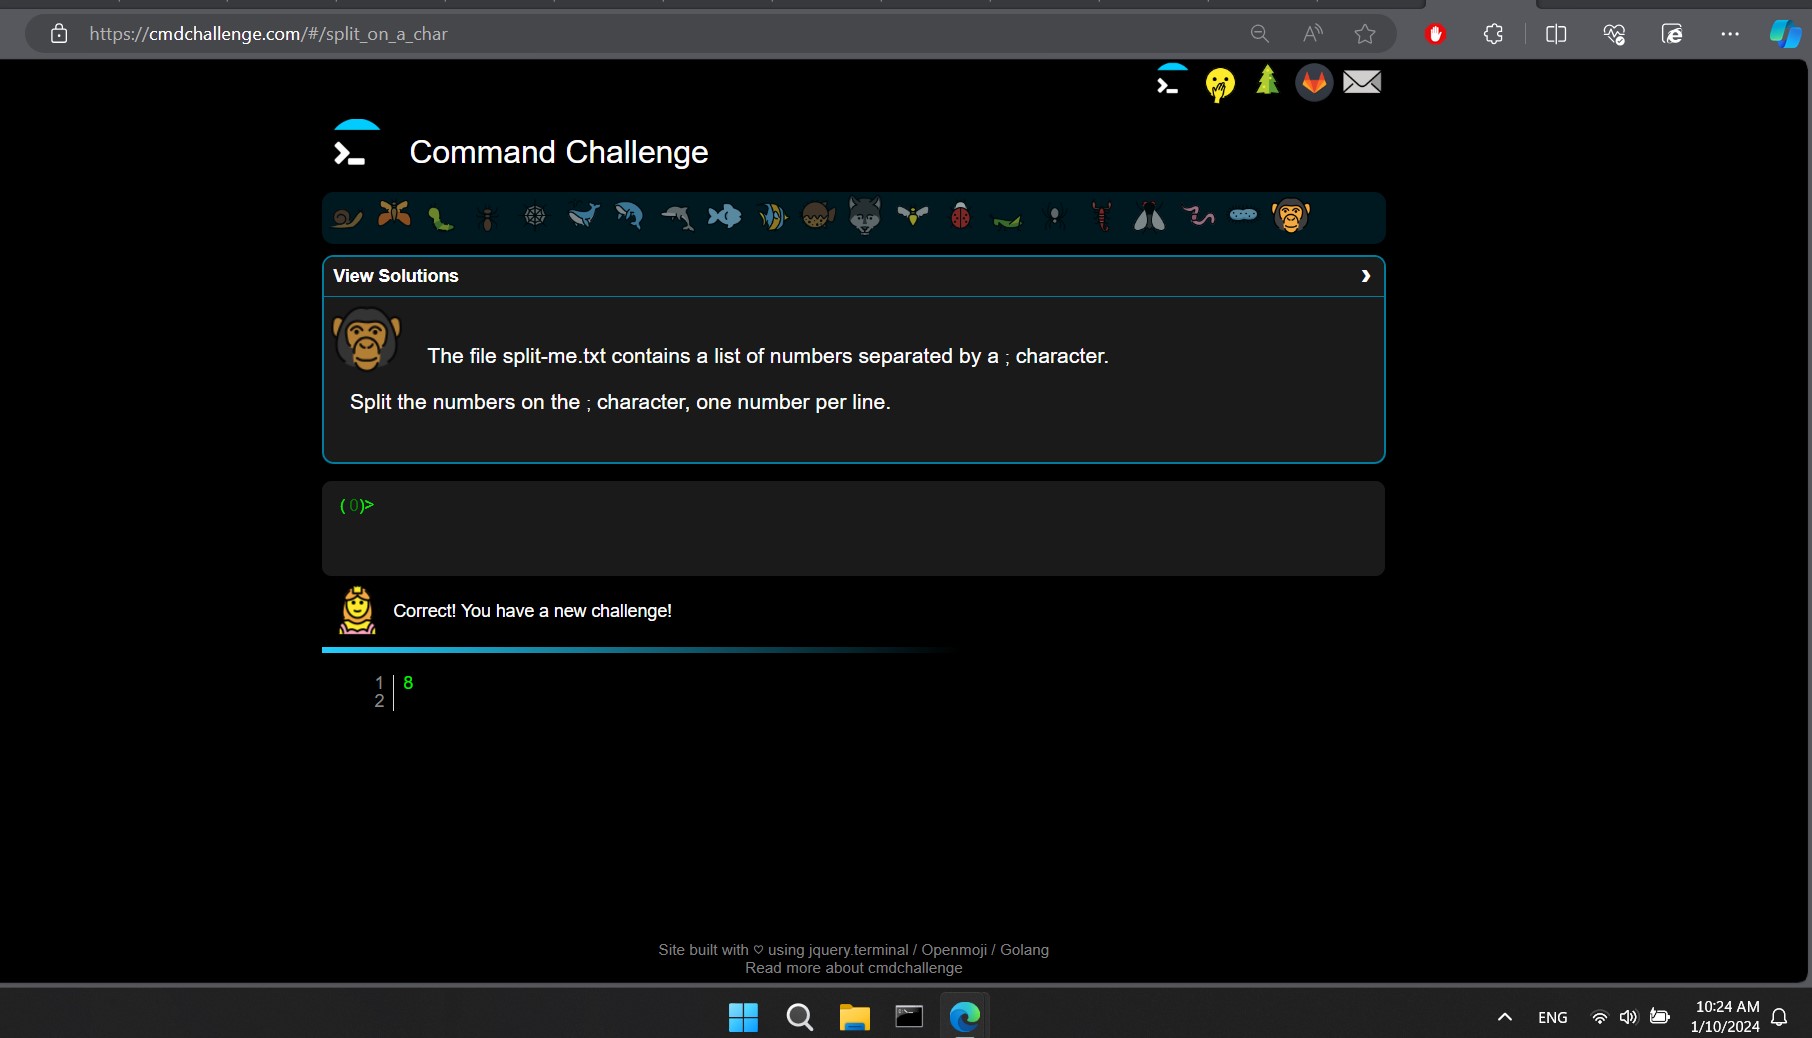 https://cmdchallenge.com/#/split_on_a_char
Command Challenge
View Solutions
The file split-me.txt contains a list of numbers separated by a ; character.
Split the numbers on the ; character, one number per line.
(0)>
Correct! You have a new challenge!
1 8
2
Site built with ♡ using jquery.terminal / Openmoji / Golang
Read more about cmdchallenge
ENG
10:24 AM
1/10/2024